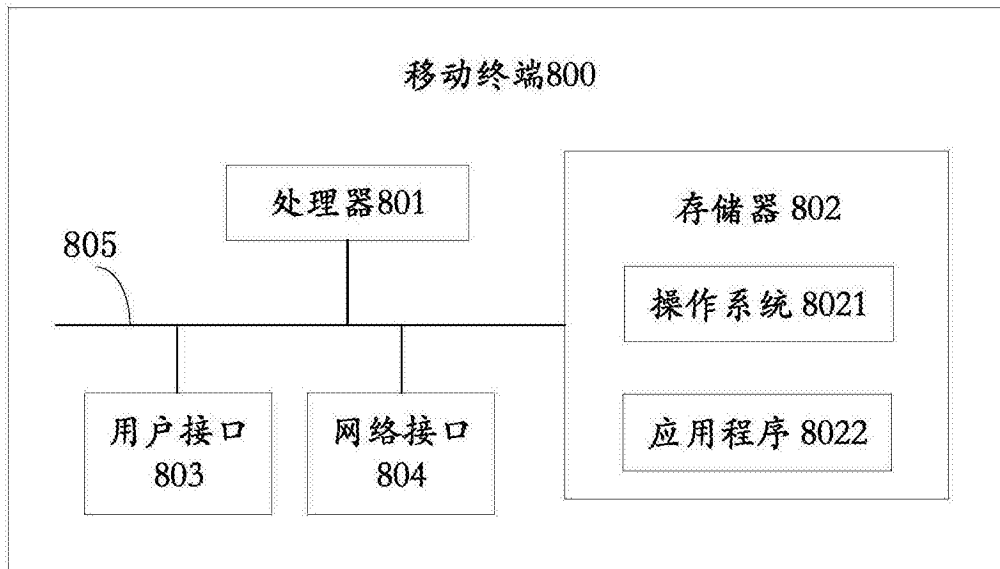 移动终端800
处理器801
存储器 802
805
操作系统 8021
用户接口
803
网络接口
804
应用程序 8022